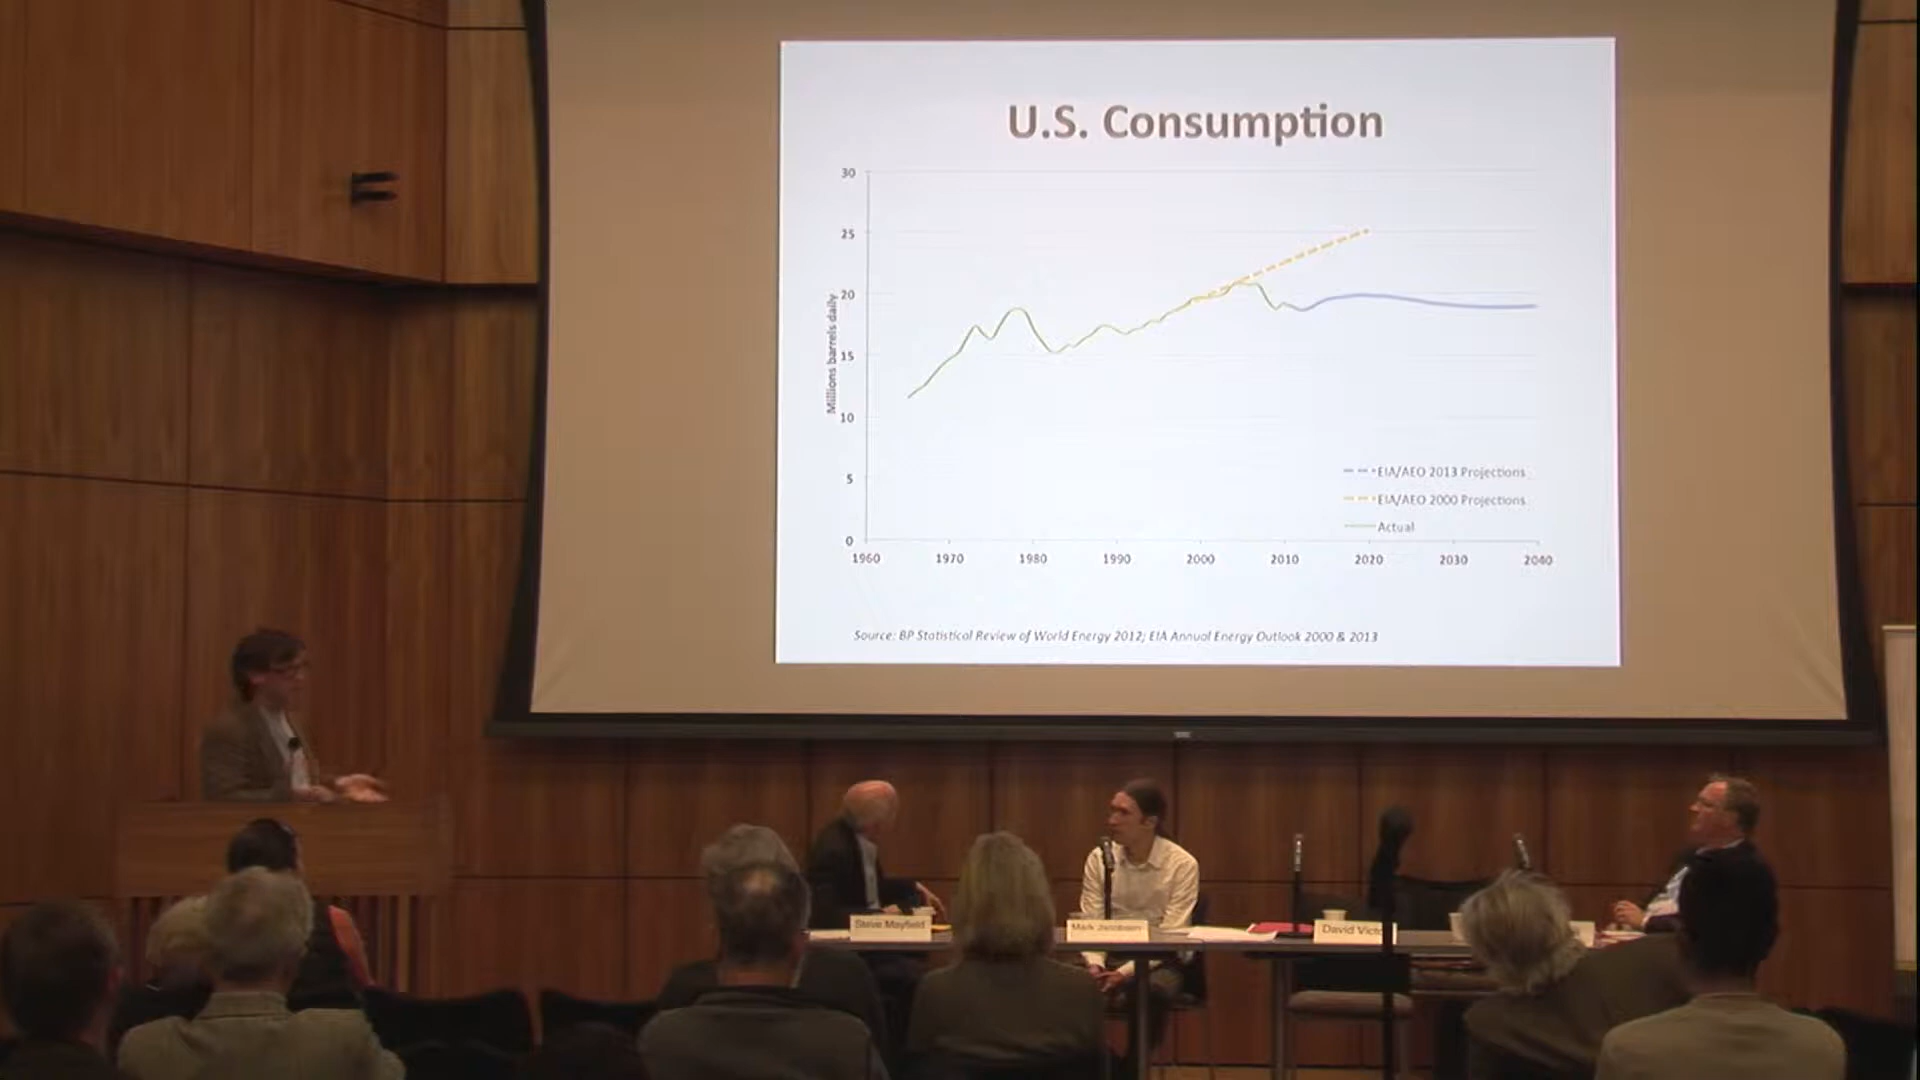 U.S. Consumption
30
25
20
15
10
5
0
Millions barrels daily
1960 1970 1980 1990 2000 2010 2020 2030 2040
EIA/AEO 2013 Projections
EIA/AEO 2000 Projections
Actual
Source: BP Statistical Review of World Energy 2012; EIA Annual Energy Outlook 2000 & 2013
Steve Mayfield
Mark Jacobsen
David Victo